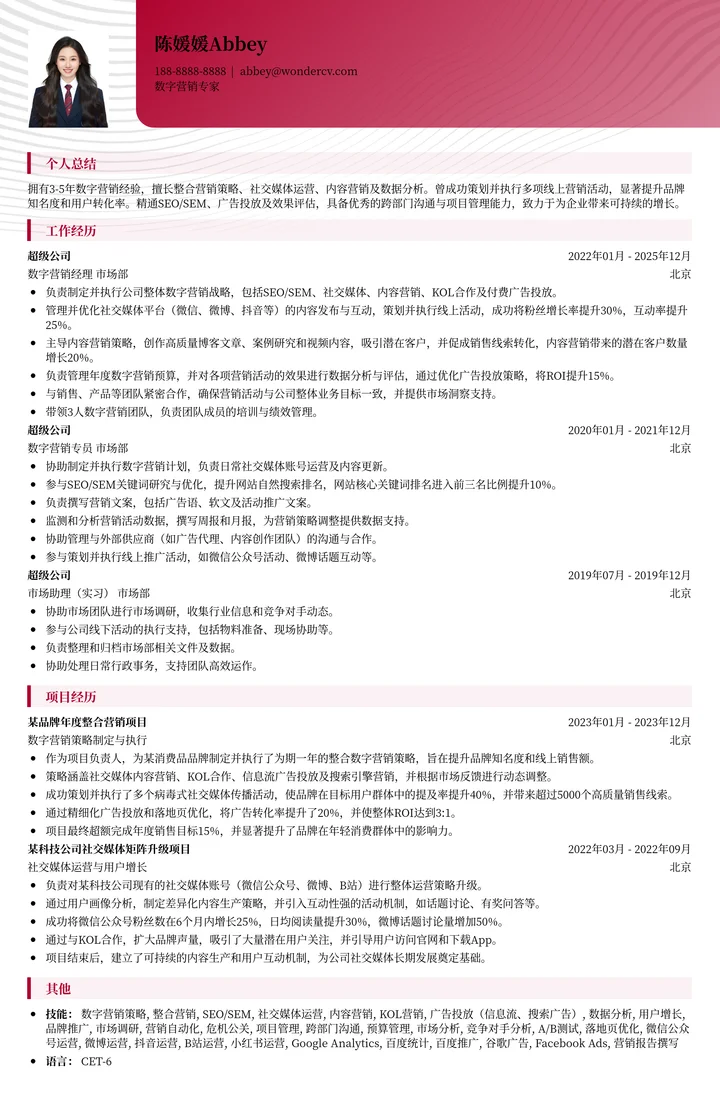 陈媛媛Abbey
188-8888-8888 | abbey@wondercv.com
数字营销专家
个人总结
拥有3-5年数字营销经验，擅长整合营销策略、社交媒体运营、内容营销及数据分析。曾成功策划并执行多项线上营销活动，显著提升品牌
知名度和用户转化率。精通SEO/SEM、广告投放及效果评估，具备优秀的跨部门沟通与项目管理能力，致力于为企业带来可持续的增长。
工作经历
超级公司 2022年01月 - 2025年12月
数字营销经理 市场部 北京
• 负责制定并执行公司整体数字营销战略，包括SEO/SEM、社交媒体、内容营销、KOL合作及付费广告投放。
• 管理并优化社交媒体平台（微信、微博、抖音等）的内容发布与互动，策划并执行线上活动，成功将粉丝增长率提升30%，互动率提升
25%。
• 主导内容营销策略，创作高质量博客文章、案例研究和视频内容，吸引潜在客户，并促成销售线索转化，内容营销带来的潜在客户数量
增长20%。
• 负责管理年度数字营销预算，并对各项营销活动的效果进行数据分析与评估，通过优化广告投放策略，将ROI提升15%。
• 与销售、产品等团队紧密合作，确保营销活动与公司整体业务目标一致，并提供市场洞察支持。
• 带领3人数字营销团队，负责团队成员的培训与绩效管理。
超级公司 2020年01月 - 2021年12月
数字营销专员 市场部 北京
• 协助制定并执行数字营销计划，负责日常社交媒体账号运营及内容更新。
• 参与SEO/SEM关键词研究与优化，提升网站自然搜索排名，网站核心关键词排名进入前三名比例提升10%。
• 负责撰写营销文案，包括广告语、软文及活动推广文案。
• 监测和分析营销活动数据，撰写周报和月报，为营销策略调整提供数据支持。
• 协助管理与外部供应商（如广告代理、内容创作团队）的沟通与合作。
• 参与策划并执行线上推广活动，如微信公众号活动、微博话题互动等。
超级公司 2019年07月 - 2019年12月
市场助理（实习） 市场部 北京
• 协助市场团队进行市场调研，收集行业信息和竞争对手动态。
• 参与公司线下活动的执行支持，包括物料准备、现场协助等。
• 负责整理和归档市场部相关文件及数据。
• 协助处理日常行政事务，支持团队高效运作。
项目经历
某品牌年度整合营销项目 2023年01月 - 2023年12月
数字营销策略制定与执行 北京
• 作为项目负责人，为某消费品品牌制定并执行了为期一年的整合数字营销策略，旨在提升品牌知名度和线上销售额。
• 策略涵盖社交媒体内容营销、KOL合作、信息流广告投放及搜索引擎营销，并根据市场反馈进行动态调整。
• 成功策划并执行了多个病毒式社交媒体传播活动，使品牌在目标用户群体中的提及率提升40%，并带来超过5000个高质量销售线索。
• 通过精细化广告投放和落地页优化，将广告转化率提升了20%，并使整体ROI达到3:1。
• 项目最终超额完成年度销售目标15%，并显著提升了品牌在年轻消费群体中的影响力。
某科技公司社交媒体矩阵升级项目 2022年03月 - 2022年09月
社交媒体运营与用户增长 北京
• 负责对某科技公司现有的社交媒体账号（微信公众号、微博、B站）进行整体运营策略升级。
• 通过用户画像分析，制定差异化内容生产策略，并引入互动性强的活动机制，如话题讨论、有奖问答等。
• 成功将微信公众号粉丝数在6个月内增长25%，日均阅读量提升30%，微博话题讨论量增加50%。
• 通过与KOL合作，扩大品牌声量，吸引了大量潜在用户关注，并引导用户访问官网和下载App。
• 项目结束后，建立了可持续的内容生产和用户互动机制，为公司社交媒体长期发展奠定基础。
其他
• 技能： 数字营销策略, 整合营销, SEO/SEM, 社交媒体运营, 内容营销, KOL营销, 广告投放（信息流、搜索广告）, 数据分析, 用户增长,
品牌推广, 市场调研, 营销自动化, 危机公关, 项目管理, 跨部门沟通, 预算管理, 市场分析, 竞争对手分析, A/B测试, 落地页优化, 微信公众
号运营, 微博运营, 抖音运营, B站运营, 小红书运营, Google Analytics, 百度统计, 百度推广, 谷歌广告, Facebook Ads, 营销报告撰写
• 语言： CET-6